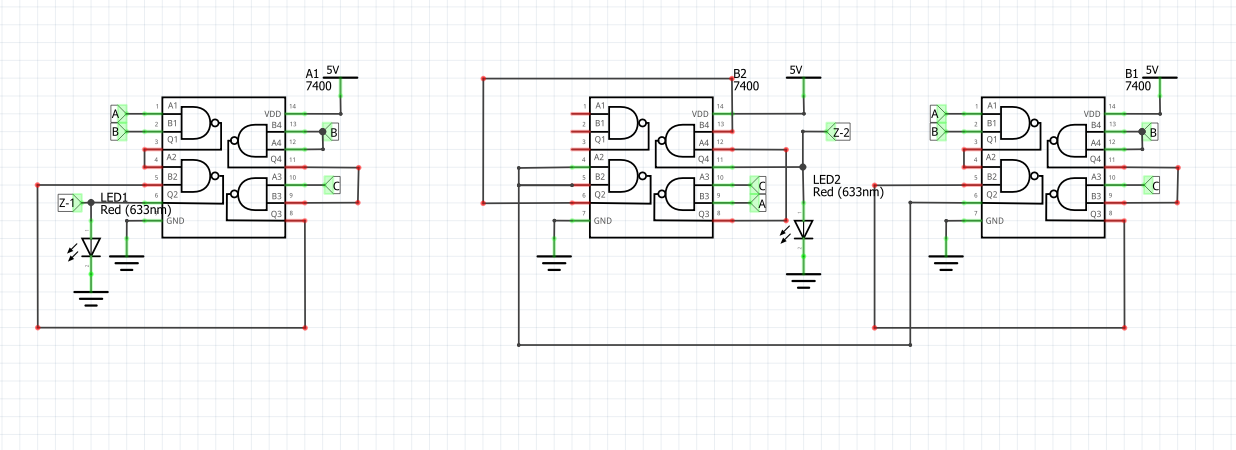 A1
7400
5V
A
B
1
2
3
4
5
6
7
A1
B1
Q1
A2
B2
Q2
GND
VDD
B4
A4
Q4
A3
B3
Q3
14
13
12
11
10
9
8
B
C
Z-1
LED1
Red (633nm)
B2
7400
5V
1
2
3
4
5
6
7
A1
B1
Q1
A2
B2
Q2
GND
VDD
B4
A4
Q4
A3
B3
Q3
14
13
12
11
10
9
8
C
A
Z-2
LED2
Red (633nm)
B1
7400
5V
A
B
1
2
3
4
5
6
7
A1
B1
Q1
A2
B2
Q2
GND
VDD
B4
A4
Q4
A3
B3
Q3
14
13
12
11
10
9
8
B
C